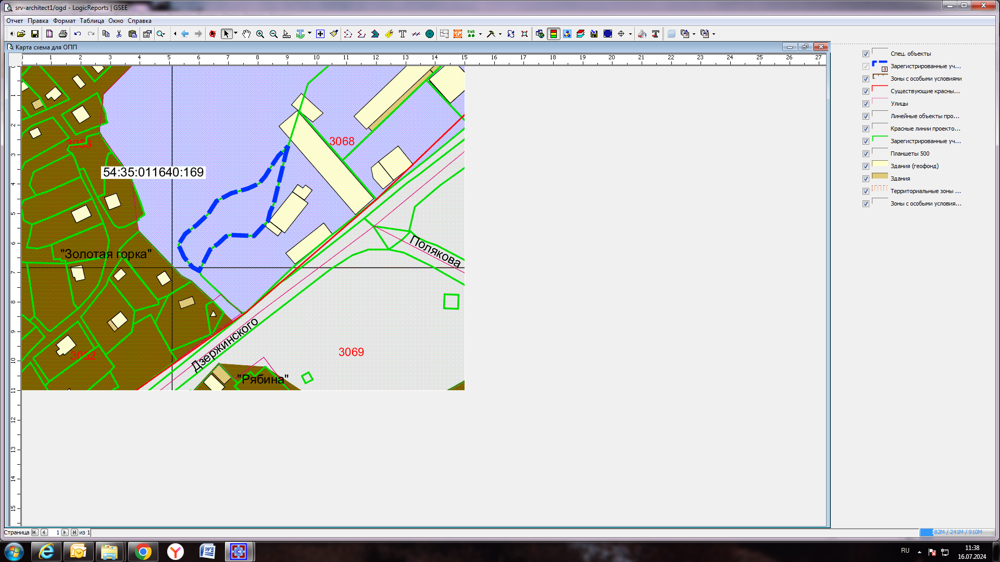 srv-architect1/ogd - LogicReports | GSEE
Отчет Правка Формат Таблица Окно Справка
Карта схема для ОПП
1 2 3 4 5 6 7 8 9 10 11 12 13 14 15 16 17 18 19 20 21 22 23 24 25 26 27
1
2
3
4
5
6
7
8
9
10
11
12
13
14
15
3053
3068
54:35:011640:169
"Золотая горка"
Полякова
Дзержинского
3069
3062
"Рябина"
Спец. объекты
Зарегистрированные уч...
Зоны с особыми условиями
Существующие красны...
Улицы
Линейные объекты про...
Красные линии проекто...
Зарегистрированные уч...
Планшеты 500
Здания (геофонд)
Здания
Территориальные зоны ...
Зоны с особыми условия...
Страница 1 из 1
182M / 241M / 910M
RU
11:38
16.07.2024